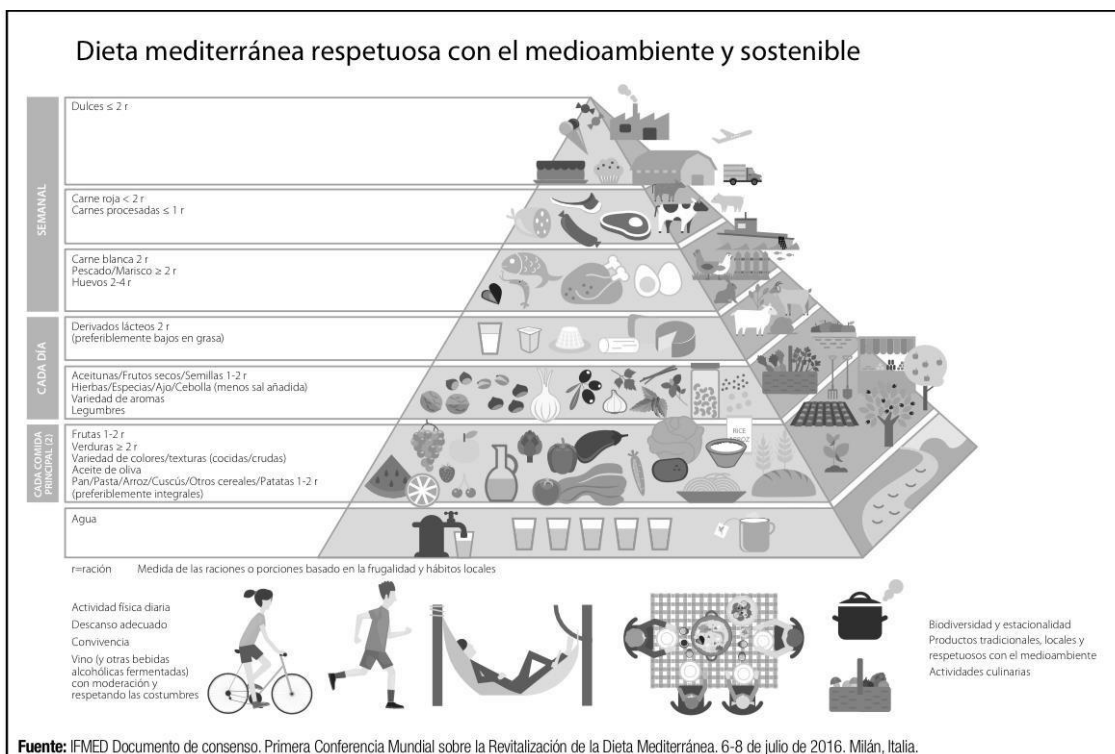 Dieta mediterránea respetuosa con el medioambiente y sostenible
SEMANAL
Dulces ≤ 2 r
Carne roja < 2 r
Carnes procesadas ≤ 1 r
Carne blanca 2 r
Pescado/Marisco ≥ 2 r
Huevos 2-4 r
CADA DÍA
Derivados lácteos 2 r
(preferiblemente bajos en grasa)
Aceitunas/Frutos secos/Semillas 1-2 r
Hierbas/Especias/Ajo/Cebolla (menos sal añadida)
Variedad de aromas
Legumbres
CADA COMIDA
PRINCIPAL (2)
Frutas 1-2 r
Verduras ≥ 2 r
Variedad de colores/texturas (cocidas/crudas)
Aceite de oliva
Pan/Pasta/Arroz/Cuscús/Otros cereales/Patatas 1-2 r
(preferiblemente integrales)
RICE
Agua
r=ración Medida de las raciones o porciones basado en la frugalidad y hábitos locales
Actividad física diaria
Descanso adecuado
Convivencia
Vino (y otras bebidas
alcohólicas fermentadas)
con moderación y
respetando las costumbres
Biodiversidad y estacionalidad
Productos tradicionales, locales y
respetuosos con el medioambiente
Actividades culinarias
Fuente: IFMED Documento de consenso. Primera Conferencia Mundial sobre la Revitalización de la Dieta Mediterránea. 6-8 de julio de 2016. Milán, Italia.